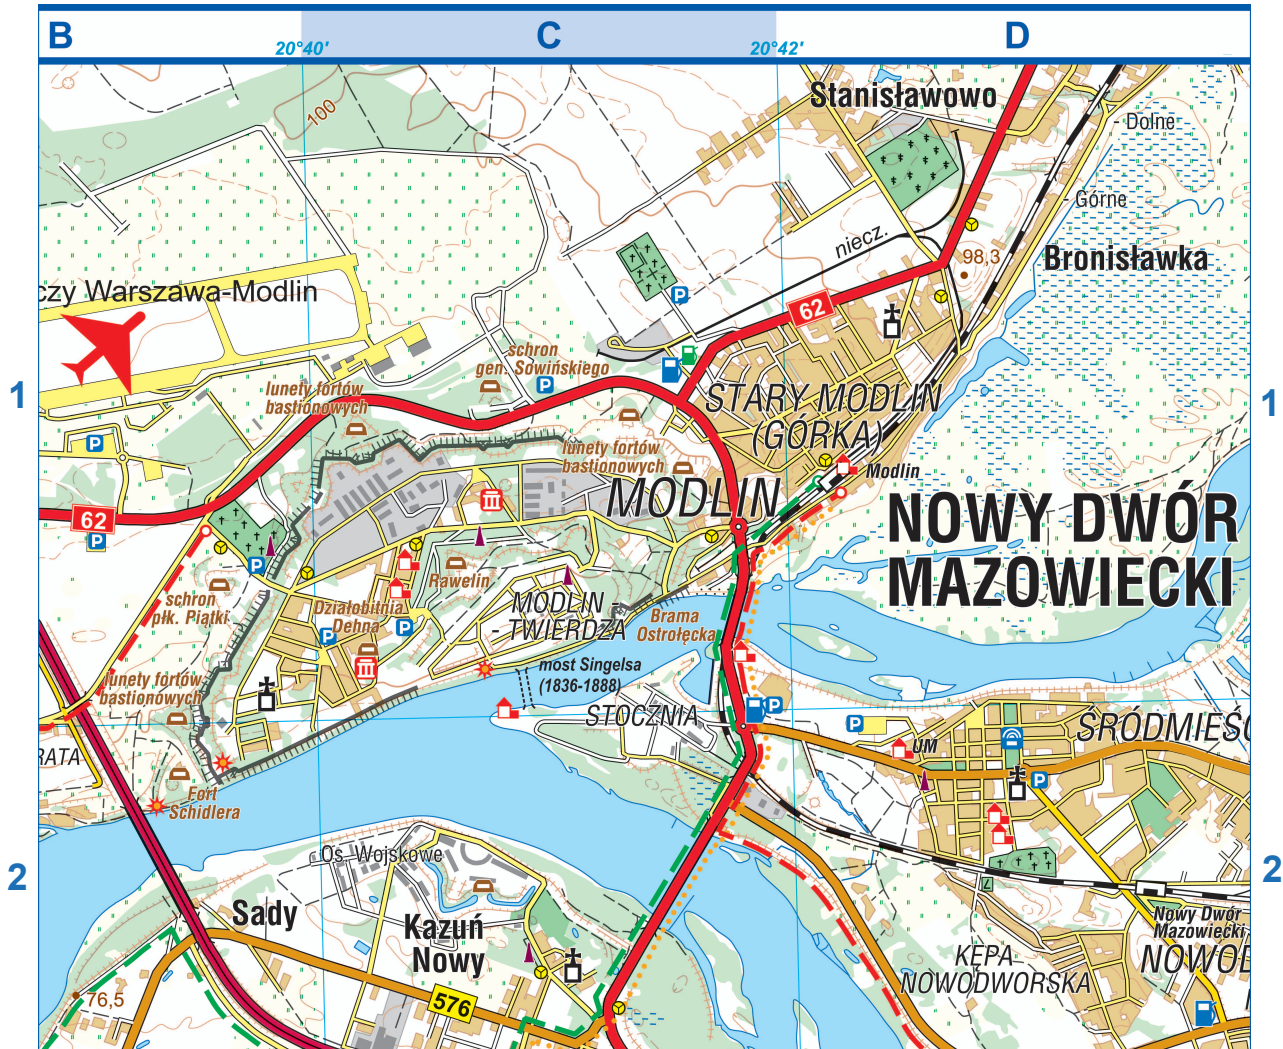 B
C
D
20°40'
20°42'
100
Stanisławowo
Dolne
Górne
Bronisławka
niecz.
98,3
czy Warszawa-Modlin
62
schron
gen. Sowińskiego
P
P
1
1
lunety fortów
bastionowych
STARY MODLIN
(GÓRKA)
P
lunety fortów
bastionowych
Modlin
MODLIN
NOWY DWÓR
MAZOWIECKI
62
P
P
Rawelin
schron
płk. Piątki
Działobitnia
Dehna
P
P
MODLIN
- TWIERDZA
Brama
Ostrołęcka
most Singelsa
(1836-1888)
lunety fortów
bastionowych
STOCZNIA
P
P
ŚRÓDMIEŚC
UM
RATA
P
Fort
Schidlera
2
2
Os. Wojskowe
Sady
Kazuń
Nowy
Nowy Dwór
Mazowiecki
KĘPA
NOWODWORSKA
NOWOD
76,5
576